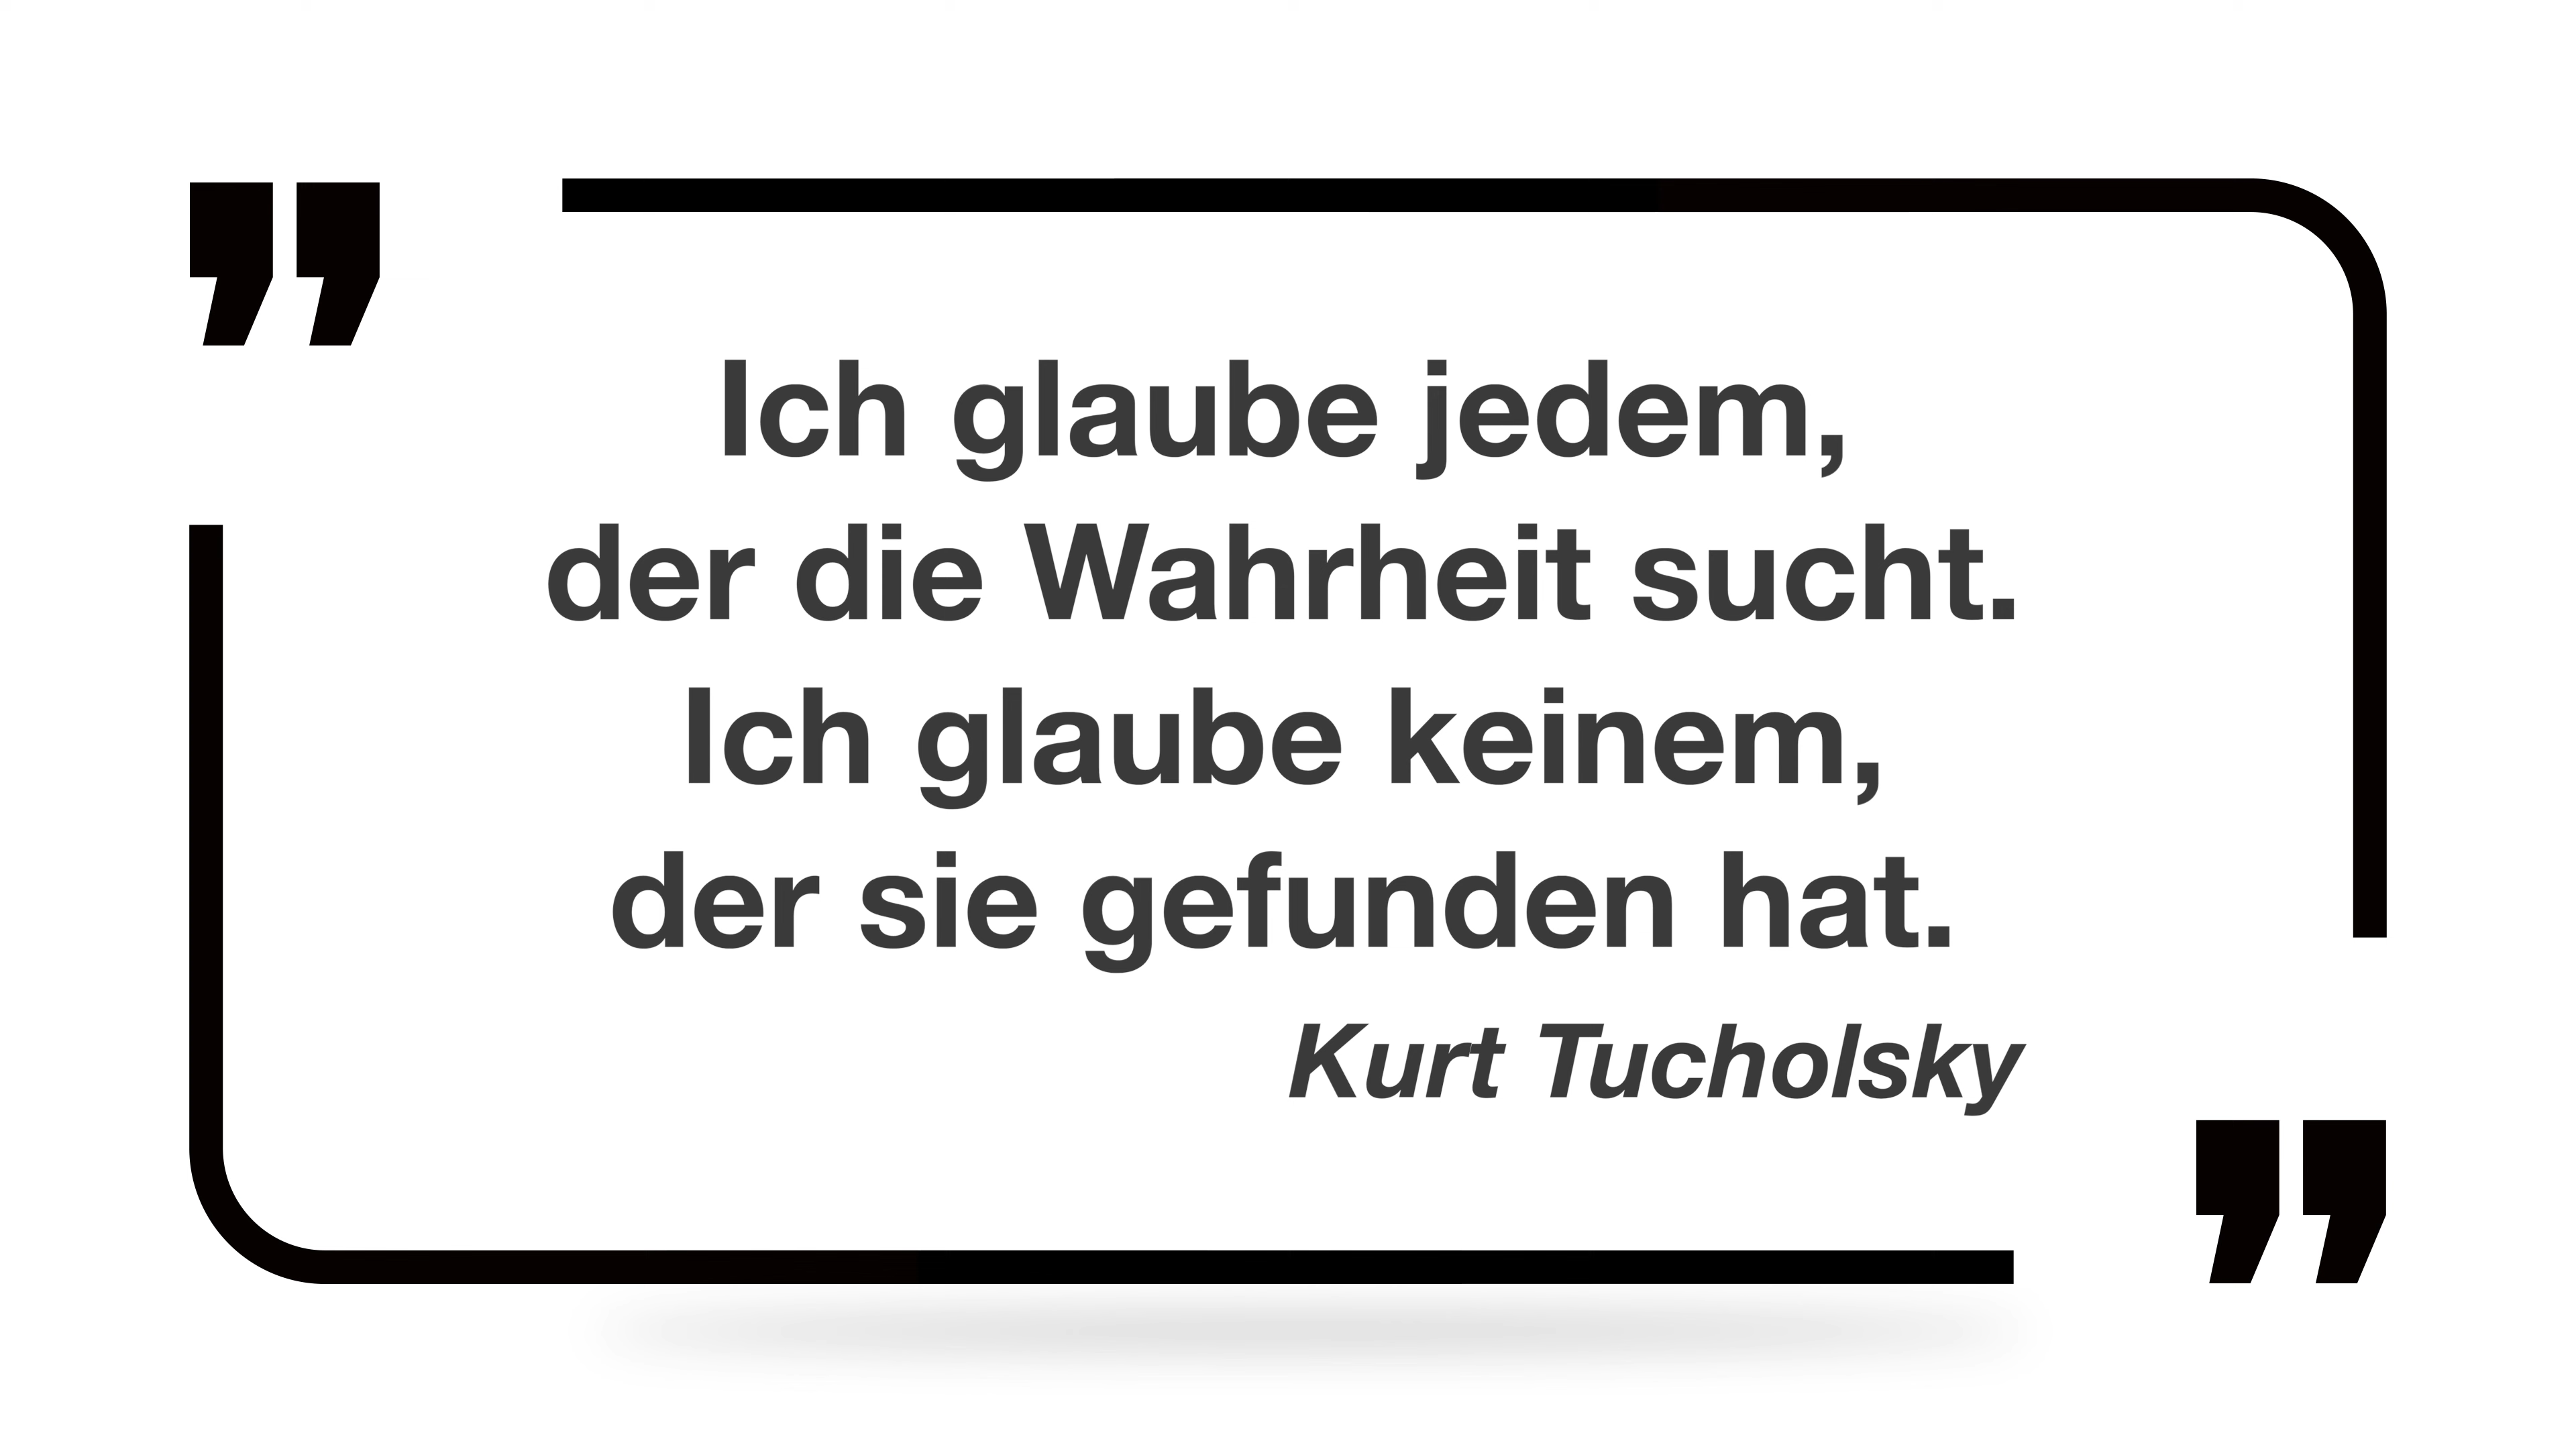 ”
Ich glaube jedem,
der die Wahrheit sucht.
Ich glaube keinem,
der sie gefunden hat.
Kurt Tucholsky
”